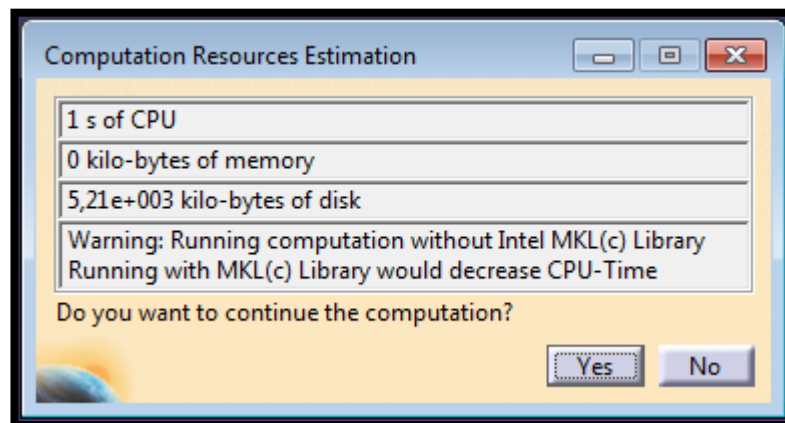 Computation Resources Estimation
1 s of CPU
0 kilo-bytes of memory
5,21e+003 kilo-bytes of disk
Warning: Running computation without Intel MKL(c) Library
Running with MKL(c) Library would decrease CPU-Time
Do you want to continue the computation?
Yes No